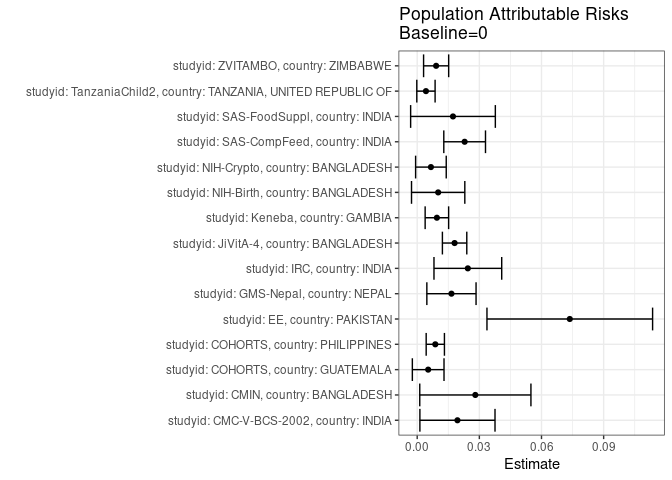 Population Attributable Risks
Baseline=0
studyid: ZVITAMBO, country: ZIMBABWE
studyid: TanzaniaChild2, country: TANZANIA, UNITED REPUBLIC OF
studyid: SAS-FoodSuppl, country: INDIA
studyid: SAS-CompFeed, country: INDIA
studyid: NIH-Crypto, country: BANGLADESH
studyid: NIH-Birth, country: BANGLADESH
studyid: Keneba, country: GAMBIA
studyid: JiVitA-4, country: BANGLADESH
studyid: IRC, country: INDIA
studyid: GMS-Nepal, country: NEPAL
studyid: EE, country: PAKISTAN
studyid: COHORTS, country: PHILIPPINES
studyid: COHORTS, country: GUATEMALA
studyid: CMIN, country: BANGLADESH
studyid: CMC-V-BCS-2002, country: INDIA
0.00 0.03 0.06 0.09
Estimate